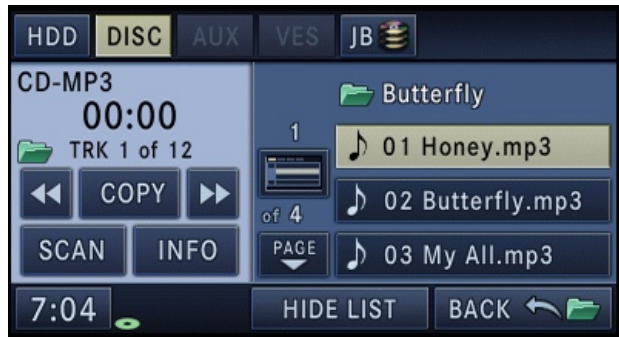 HDD DISC AUX VES JB
CD-MP3
00:00
TRK 1 of 12
COPY
SCAN INFO
1
of 4
PAGE
Butterfly
01 Honey.mp3
02 Butterfly.mp3
03 My All.mp3
7:04 HIDE LIST BACK